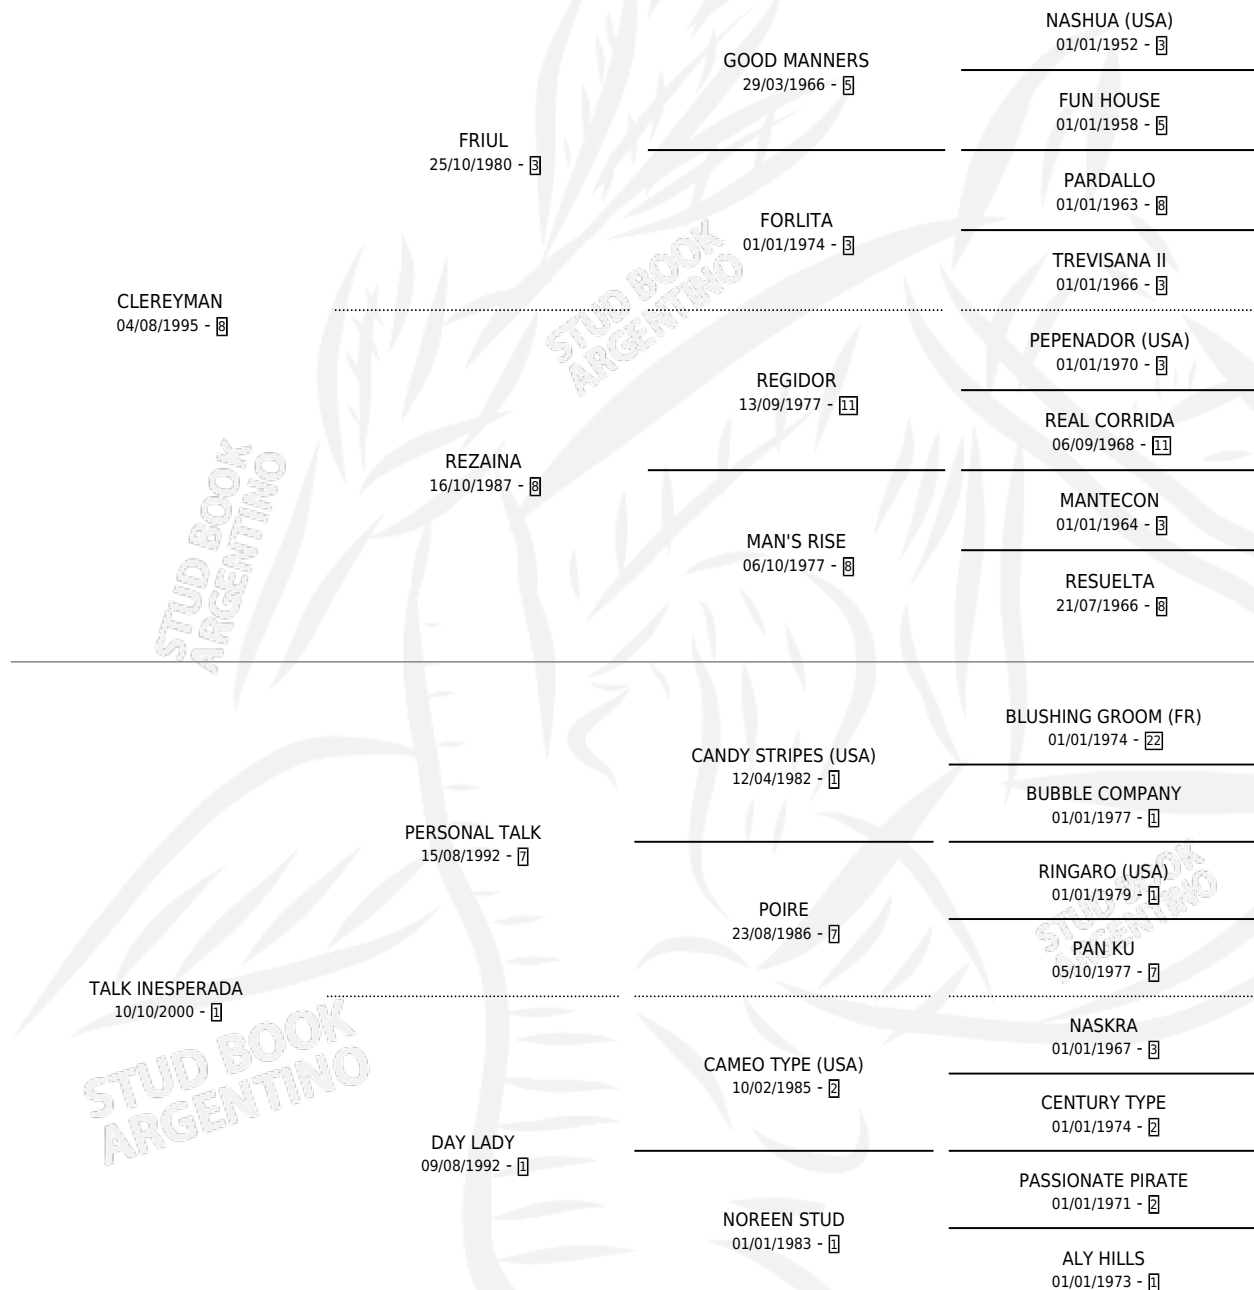 NASHUA (USA)
01/01/1952 - 3
GOOD MANNERS
29/03/1966 - 5
FUN HOUSE
01/01/1958 - 5
FRIUL
25/10/1980 - 3
PARDALLO
01/01/1963 - 8
FORLITA
01/01/1974 - 3
TREVISANA II
01/01/1966 - 3
CLEREYMAN
04/08/1995 - 8
PEPENADOR (USA)
01/01/1970 - 3
REGIDOR
13/09/1977 - 11
REAL CORRIDA
06/09/1968 - 11
REZAINA
16/10/1987 - 8
MANTECON
01/01/1964 - 3
MAN'S RISE
06/10/1977 - 8
RESUELTA
21/07/1966 - 8
BLUSHING GROOM (FR)
01/01/1974 - 22
CANDY STRIPES (USA)
12/04/1982 - 1
BUBBLE COMPANY
01/01/1977 - 1
PERSONAL TALK
15/08/1992 - 7
RINGARO (USA)
01/01/1979 - 1
POIRE
23/08/1986 - 7
PAN KU
05/10/1977 - 7
TALK INESPERADA
10/10/2000 - 1
NASKRA
01/01/1967 - 3
CAMEO TYPE (USA)
10/02/1985 - 2
CENTURY TYPE
01/01/1974 - 2
DAY LADY
09/08/1992 - 1
PASSIONATE PIRATE
01/01/1971 - 2
NOREEN STUD
01/01/1983 - 1
ALY HILLS
01/01/1973 - 1
STUD BOOK
ARGENTINO
STUD BOOK
ARGENTINO
STUD BOOK
ARGENTINO
STUD BOOK
ARGENTINO